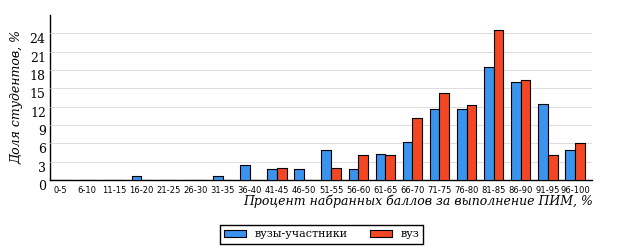 Доля студентов, %
24
21
18
15
12
9
6
3
0
0-5 6-10 11-15 16-20 21-25 26-30 31-35 36-40 41-45 46-50 51-55 56-60 61-65 66-70 71-75 76-80 81-85 86-90 91-95 96-100
Процент набранных баллов за выполнение ПИМ, %
вузы-участники вуз